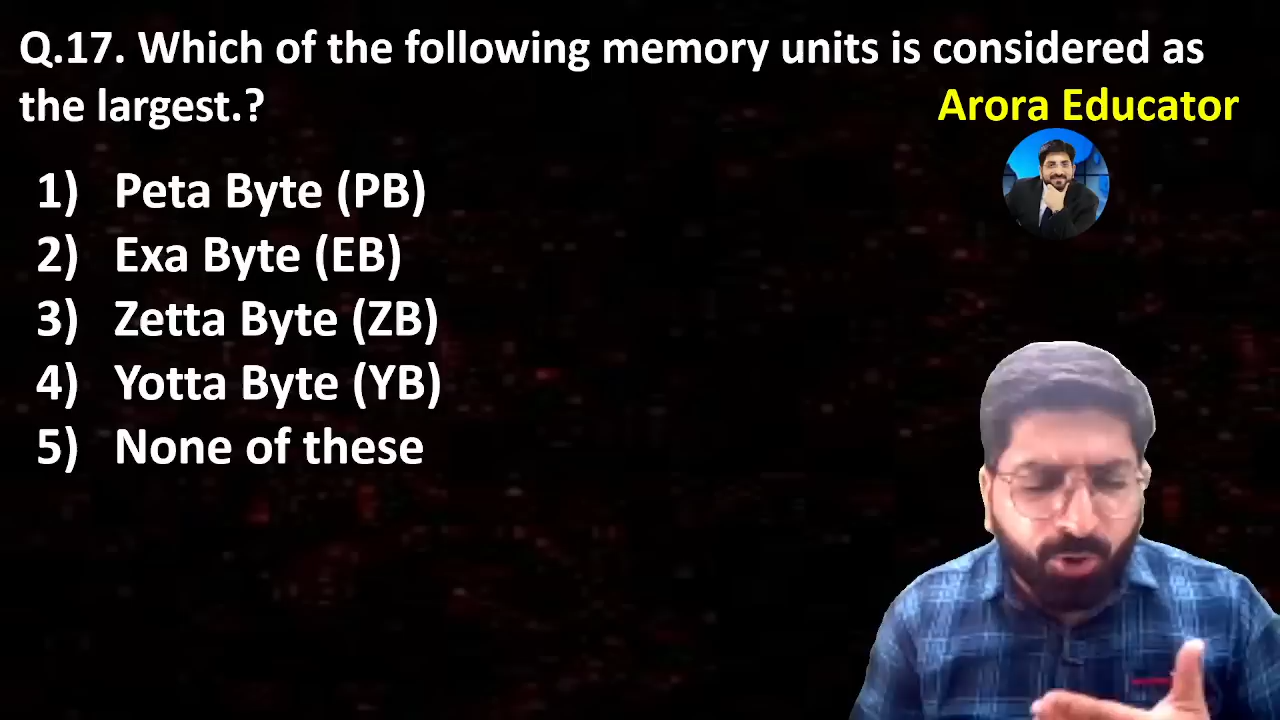 Q.17. Which of the following memory units is considered as
the largest.?
Arora Educator
1) Peta Byte (PB)
2) Exa Byte (EB)
3) Zetta Byte (ZB)
4) Yotta Byte (YB)
5) None of these